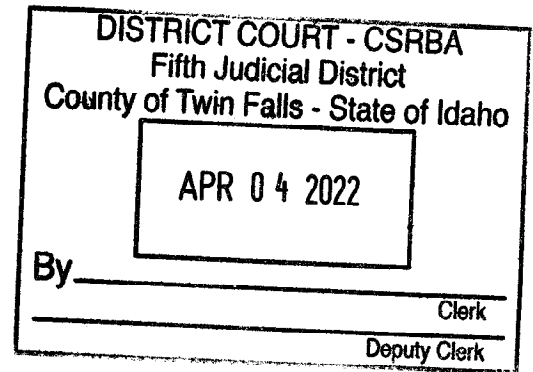 DISTRICT COURT - CSRBA
Fifth Judicial District
County of Twin Falls - State of Idaho
APR 04 2022
By
Clerk
Deputy Clerk